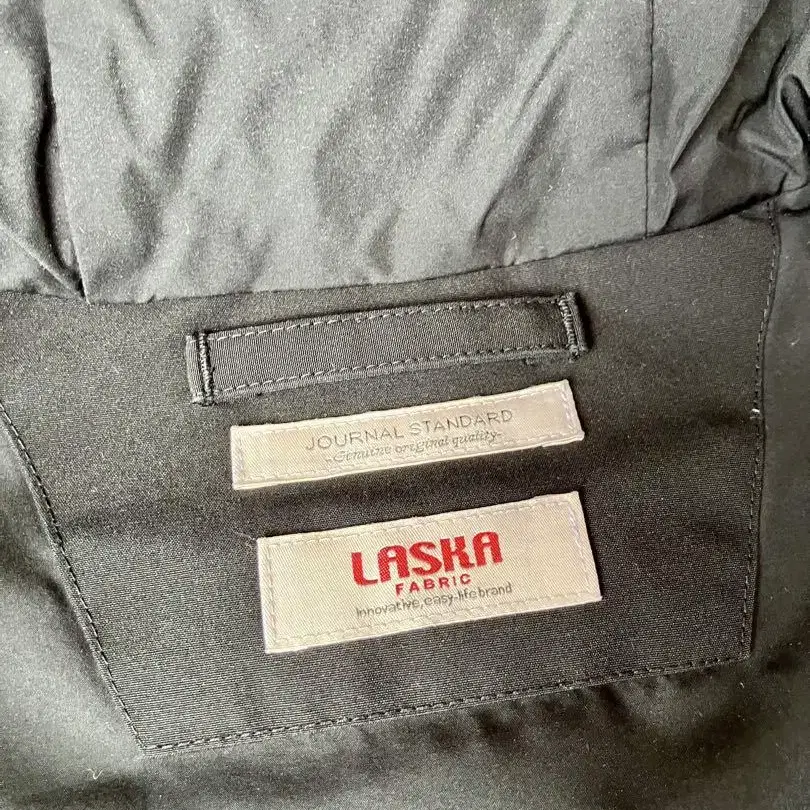 JOURNAL STANDARD
-Genuine original quality-
LASKA
FABRIC
Innovative, easy-life brand